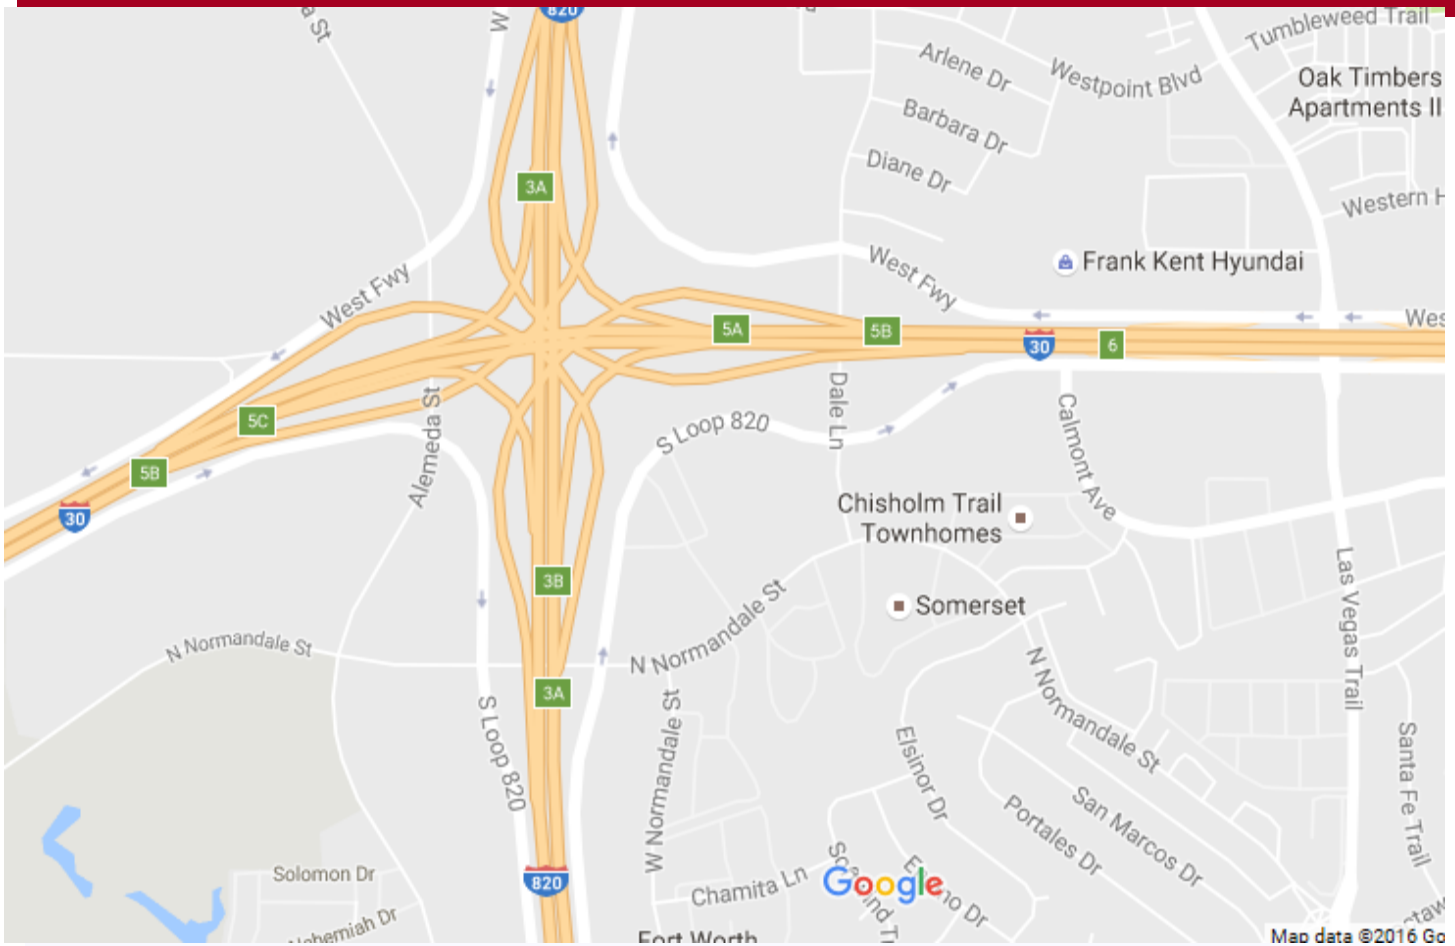 820
Tumbleweed Trail
Arlene Dr
Westpoint Blvd
Oak Timbers
Apartments II
Barbara Dr
3A
Diane Dr
Western H
West Fwy
Frank Kent Hyundai
West Fwy
5A
5B
30
6
Wes
5C
Alemeda St
Dale Ln
S Loop 820
Calmont Ave
5B
30
Chisholm Trail
Townhomes
3B
Somerset
Las Vegas Trail
N Normandale St
N Normandale St
3A
N Normandale St
S Loop 820
W Normandale St
Elsinor Dr
Santa Fe Trail
San Marcos Dr
Portales Dr
Solomon Dr
820
Chamita Ln
Google
Nehemiah Dr
Fort Worth
Map data ©2016 Go